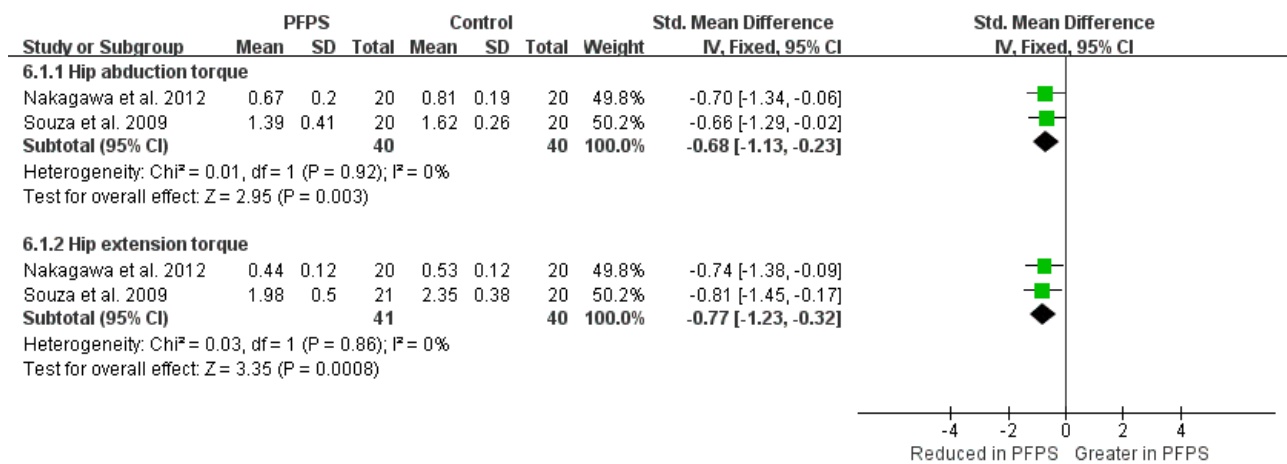 PFPS Control Std. Mean Difference Std. Mean Difference
Study or Subgroup Mean SD Total Mean SD Total Weight IV, Fixed, 95% CI IV, Fixed, 95% CI
6.1.1 Hip abduction torque
Nakagawa et al. 2012 0.67 0.2 20 0.81 0.19 20 49.8% -0.70 [-1.34, -0.06]
Souza et al. 2009 1.39 0.41 20 1.62 0.26 20 50.2% -0.66 [-1.29, -0.02]
Subtotal (95% CI) 40 40 100.0% -0.68 [-1.13, -0.23]
Heterogeneity: Chi² = 0.01, df = 1 (P = 0.92); I² = 0%
Test for overall effect: Z = 2.95 (P = 0.003)
6.1.2 Hip extension torque
Nakagawa et al. 2012 0.44 0.12 20 0.53 0.12 20 49.8% -0.74 [-1.38, -0.09]
Souza et al. 2009 1.98 0.5 21 2.35 0.38 20 50.2% -0.81 [-1.45, -0.17]
Subtotal (95% CI) 41 40 100.0% -0.77 [-1.23, -0.32]
Heterogeneity: Chi² = 0.03, df = 1 (P = 0.86); I² = 0%
Test for overall effect: Z = 3.35 (P = 0.0008)
-4 -2 0 2 4
Reduced in PFPS Greater in PFPS